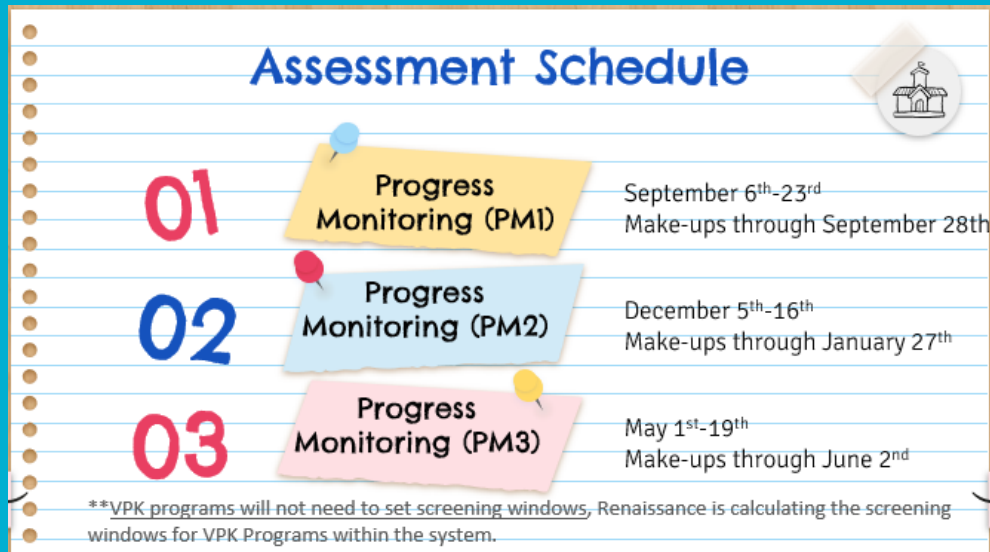 Assessment Schedule
01
Progress
Monitoring (PM1)
September 6th-23rd
Make-ups through September 28th
02
Progress
Monitoring (PM2)
December 5th-16th
Make-ups through January 27th
03
Progress
Monitoring (PM3)
May 1st-19th
Make-ups through June 2nd
**VPK programs will not need to set screening windows, Renaissance is calculating the screening
windows for VPK Programs within the system.